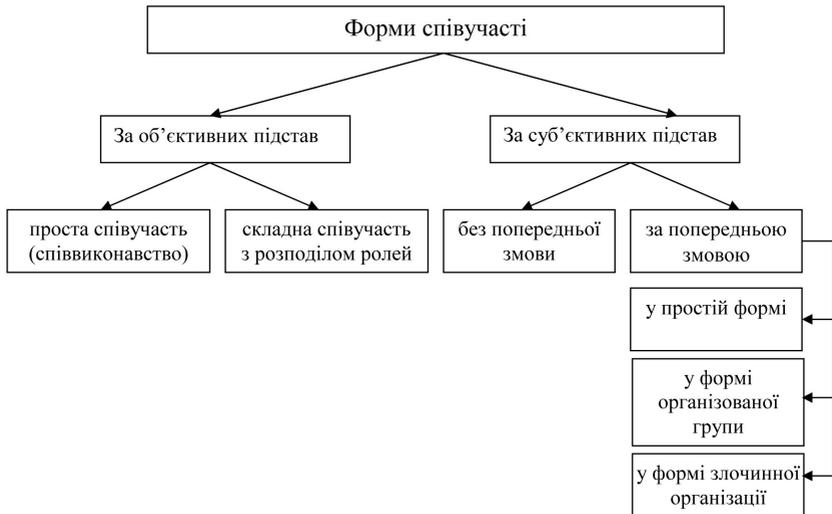 Форми співучасті
За об’єктивних підстав
За суб’єктивних підстав
проста співучасть
(співвиконавство)
складна співучасть
з розподілом ролей
без попередньої
змови
за попередньою
змовою
у простій формі
у формі
організованої
групи
у формі злочинної
організації